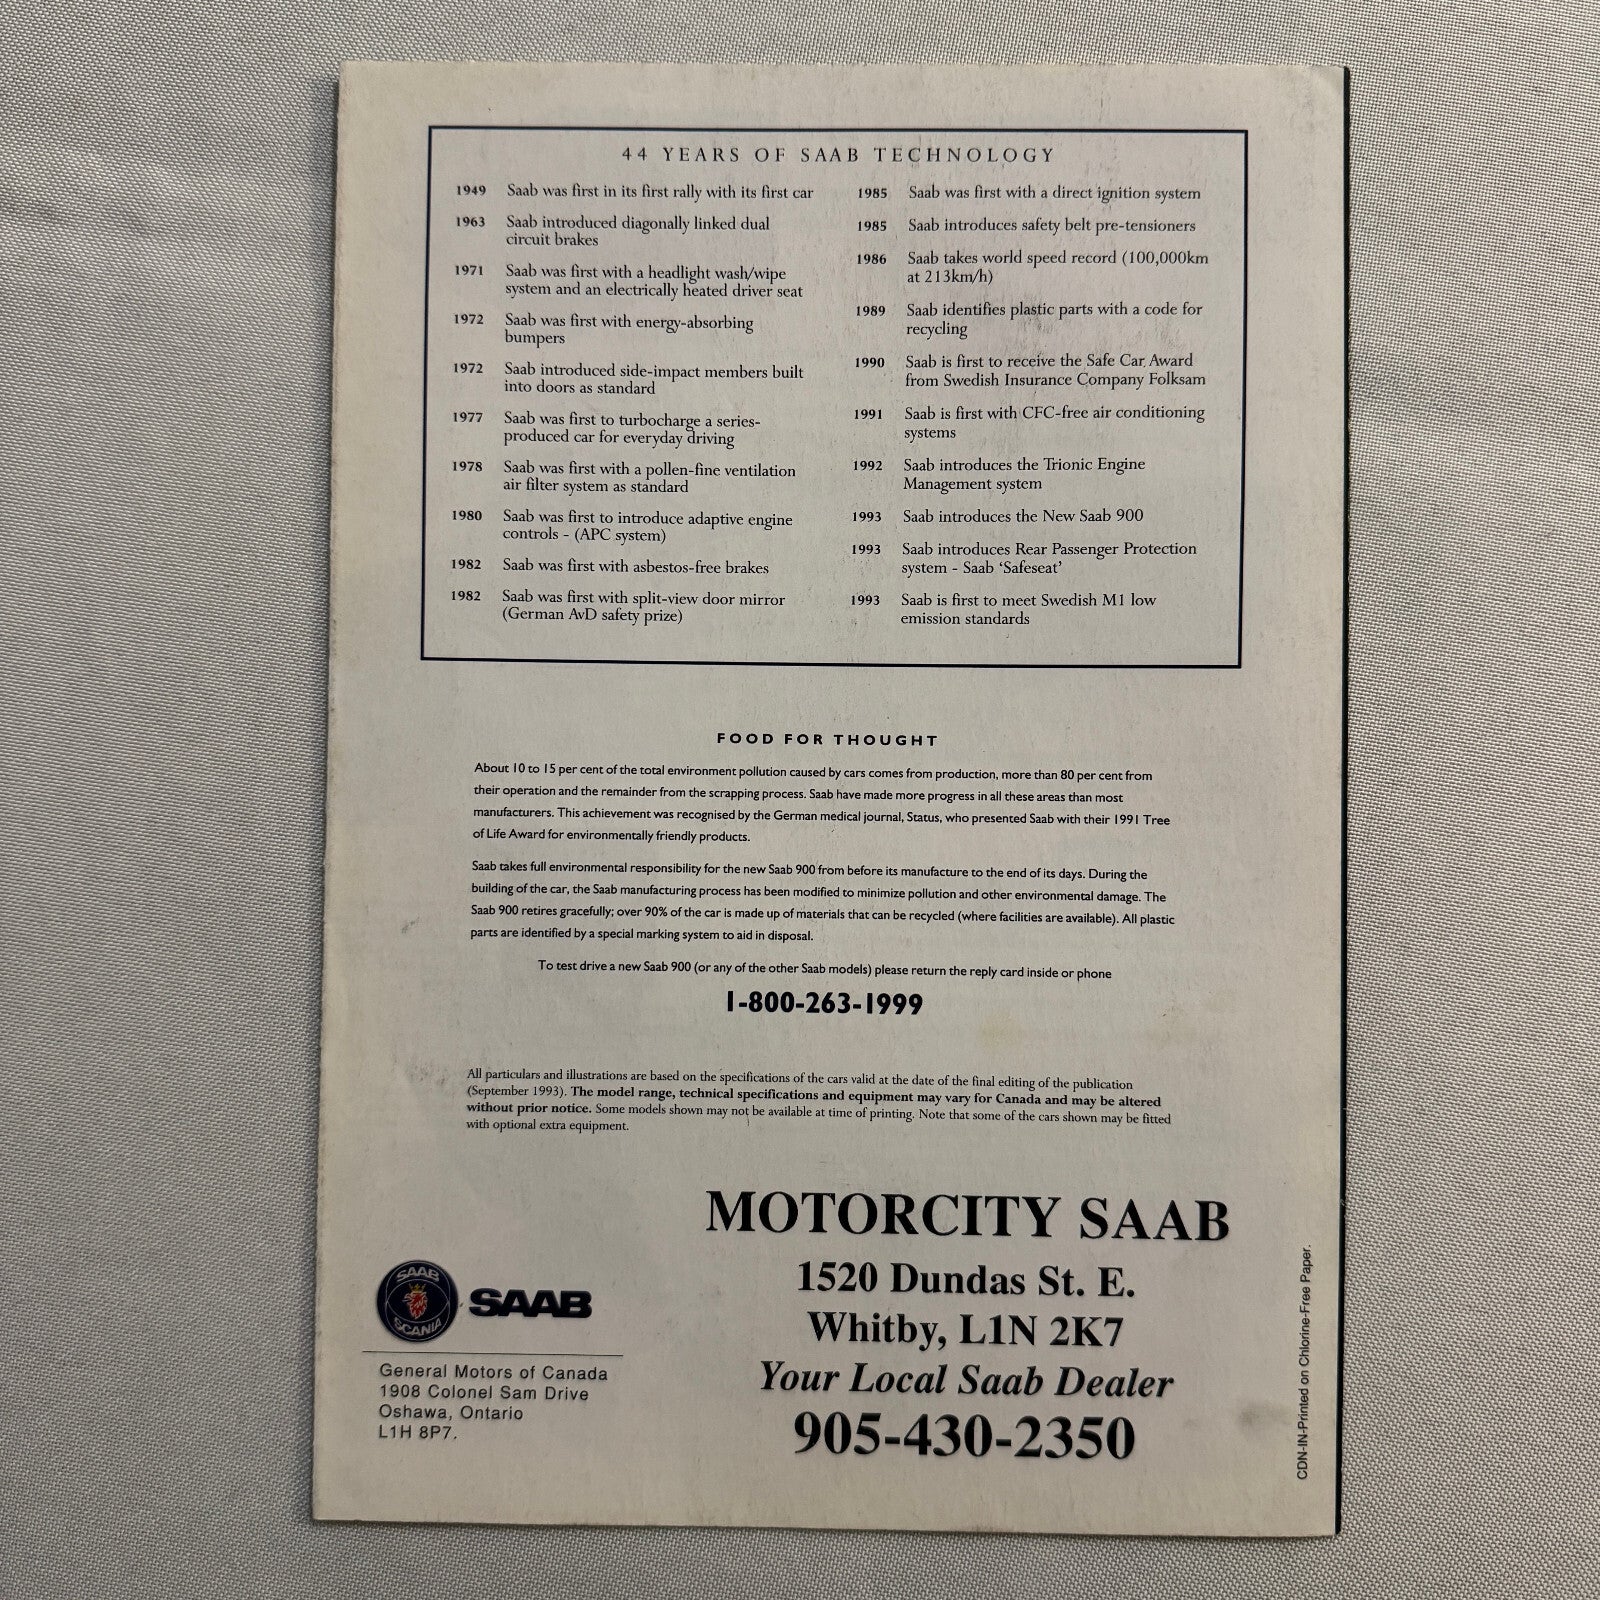 44 YEARS OF SAAB TECHNOLOGY
1949 Saab was first in its first rally with its first car
1963 Saab introduced diagonally linked dual
circuit brakes
1971 Saab was first with a headlight wash/wipe
system and an electrically heated driver seat
1972 Saab was first with energy-absorbing
bumpers
1972 Saab introduced side-impact members built
into doors as standard
1977 Saab was first to turbocharge a series-
produced car for everyday driving
1978 Saab was first with a pollen-fine ventilation
air filter system as standard
1980 Saab was first to introduce adaptive engine
controls - (APC system)
1982 Saab was first with asbestos-free brakes
1982 Saab was first with split-view door mirror
(German AvD safety prize)
1985 Saab was first with a direct ignition system
1985 Saab introduces safety belt pre-tensioners
1986 Saab takes world speed record (100,000km
at 213km/h)
1989 Saab identifies plastic parts with a code for
recycling
1990 Saab is first to receive the Safe Car Award
from Swedish Insurance Company Folksam
1991 Saab is first with CFC-free air conditioning
systems
1992 Saab introduces the Trionic Engine
Management system
1993 Saab introduces the New Saab 900
1993 Saab introduces Rear Passenger Protection
system - Saab ‘Safeseat’
1993 Saab is first to meet Swedish M1 low
emission standards
FOOD FOR THOUGHT
About 10 to 15 per cent of the total environment pollution caused by cars comes from production, more than 80 per cent from
their operation and the remainder from the scrapping process. Saab have made more progress in all these areas than most
manufacturers. This achievement was recognised by the German medical journal, Status, who presented Saab with their 1991 Tree
of Life Award for environmentally friendly products.
Saab takes full environmental responsibility for the new Saab 900 from before its manufacture to the end of its days. During the
building of the car, the Saab manufacturing process has been modified to minimize pollution and other environmental damage. The
Saab 900 retires gracefully; over 90% of the car is made up of materials that can be recycled (where facilities are available). All plastic
parts are identified by a special marking system to aid in disposal.
To test drive a new Saab 900 (or any of the other Saab models) please return the reply card inside or phone
1-800-263-1999
All particulars and illustrations are based on the specifications of the cars valid at the date of the final editing of the publication
(September 1993). The model range, technical specifications and equipment may vary for Canada and may be altered
without prior notice. Some models shown may not be available at time of printing. Note that some of the cars shown may be fitted
with optional extra equipment.
SAAB
SCANIA
SAAB
General Motors of Canada
1908 Colonel Sam Drive
Oshawa, Ontario
L1H 8P7.
MOTORCITY SAAB
1520 Dundas St. E.
Whitby, L1N 2K7
Your Local Saab Dealer
905-430-2350
CDN-IN-Printed on Chlorine-Free Paper.